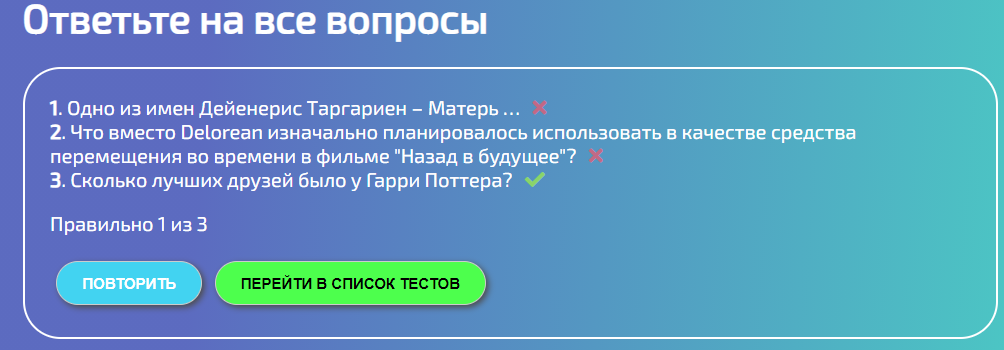 Ответьте на все вопросы
1. Одно из имен Дейенерис Таргариен – Матерь ...
2. Что вместо Delorean изначально планировалось использовать в качестве средства
перемещения во времени в фильме "Назад в будущее"?
3. Сколько лучших друзей было у Гарри Поттера?
Правильно 1 из 3
ПОВТОРИТЬ ПЕРЕЙТИ В СПИСОК ТЕСТОВ